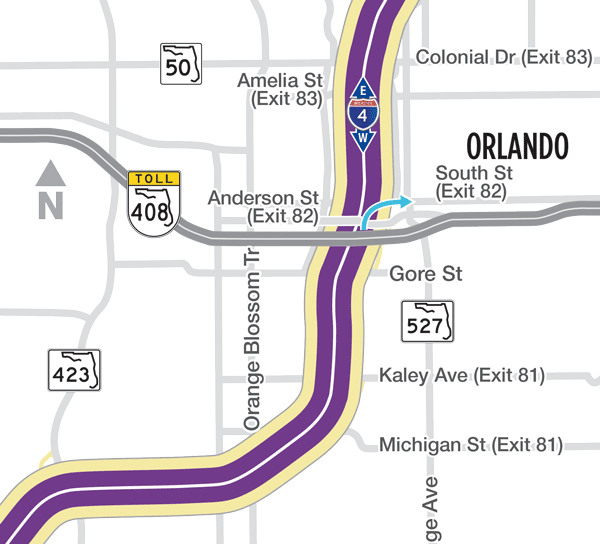 50
Colonial Dr (Exit 83)
Amelia St
(Exit 83)
E
4
W
ORLANDO
South St
(Exit 82)
TOLL
408
N
Anderson St
(Exit 82)
Gore St
Orange Blossom Tr
527
423
Kaley Ave (Exit 81)
Michigan St (Exit 81)
ge Ave